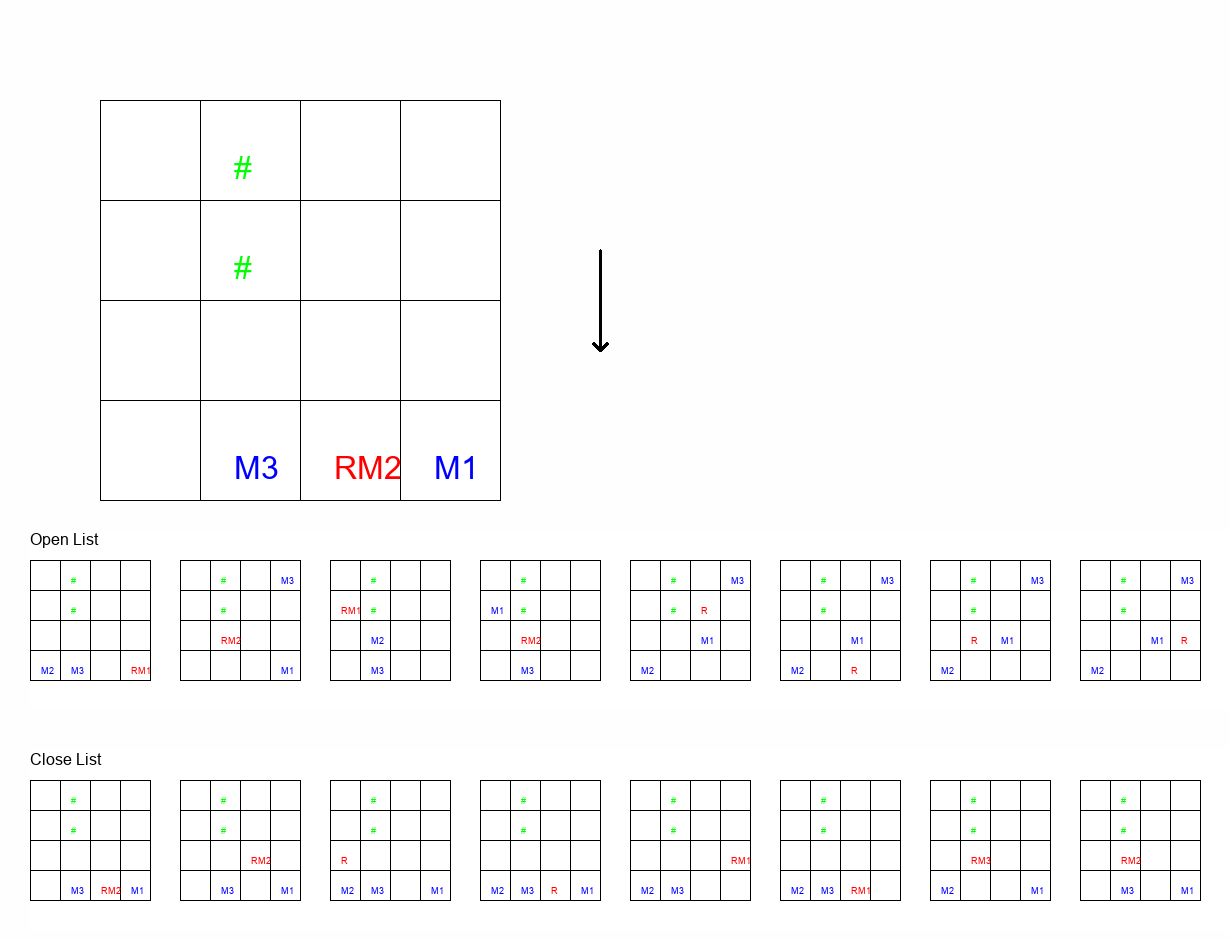 #
#
M3 RM2 M1
Open List
# # M3 # # # M3 # M3 # M3 # M3
# # RM1 # M1 # # R # # #
RM2 M2 RM2 M1 M1 R M1 M1 R
M2 M3 RM1 M1 M3 M3 M2 M2 R M2 M2
Close List
# # # # # # # #
# # # # # # # #
RM2 R RM1 RM3 RM2
M3 RM2 M1 M3 M1 M2 M3 M1 M2 M3 R M1 M2 M3 M2 M3 RM1 M2 M1 M3 M1